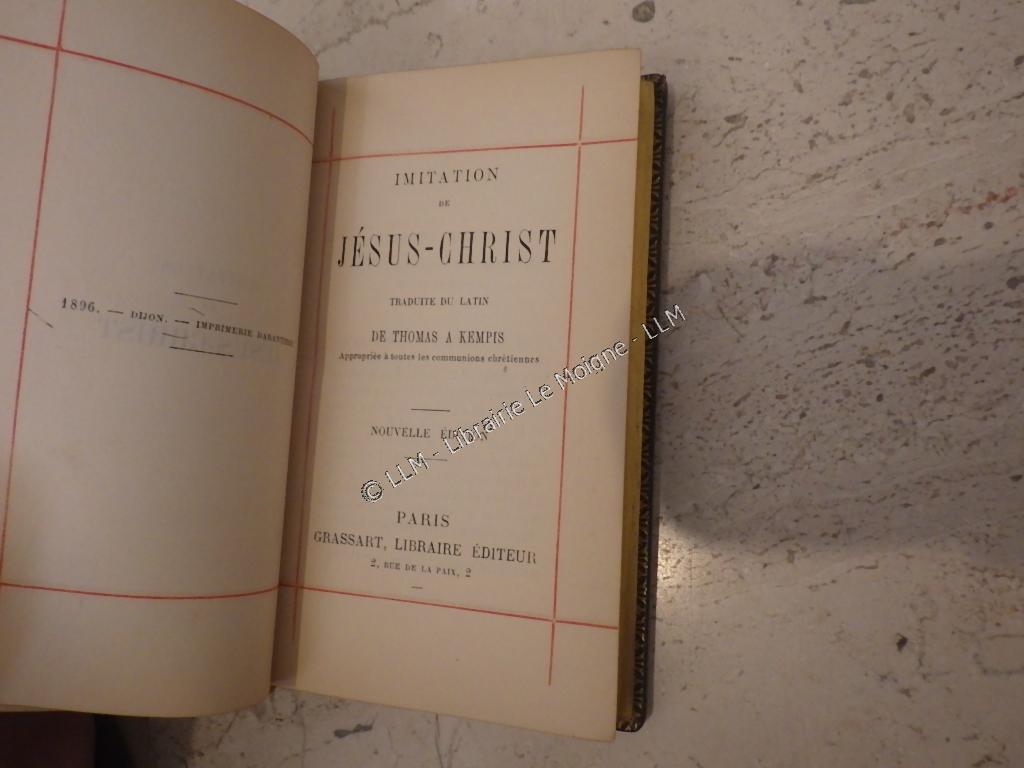 1896. — DIJON. — IMPRIMERIE DARANTIERE
IMITATION
DE
JÉSUS-CHRIST
TRADUITE DU LATIN
DE THOMAS A KEMPIS
Appropriée à toutes les communions chrétiennes
NOUVELLE
PARIS
GRASSART, LIBRAIRE ÉDITEUR
2, RUE DE LA PAIX, 2
© LLM - Librairie Le Moigne - LLM